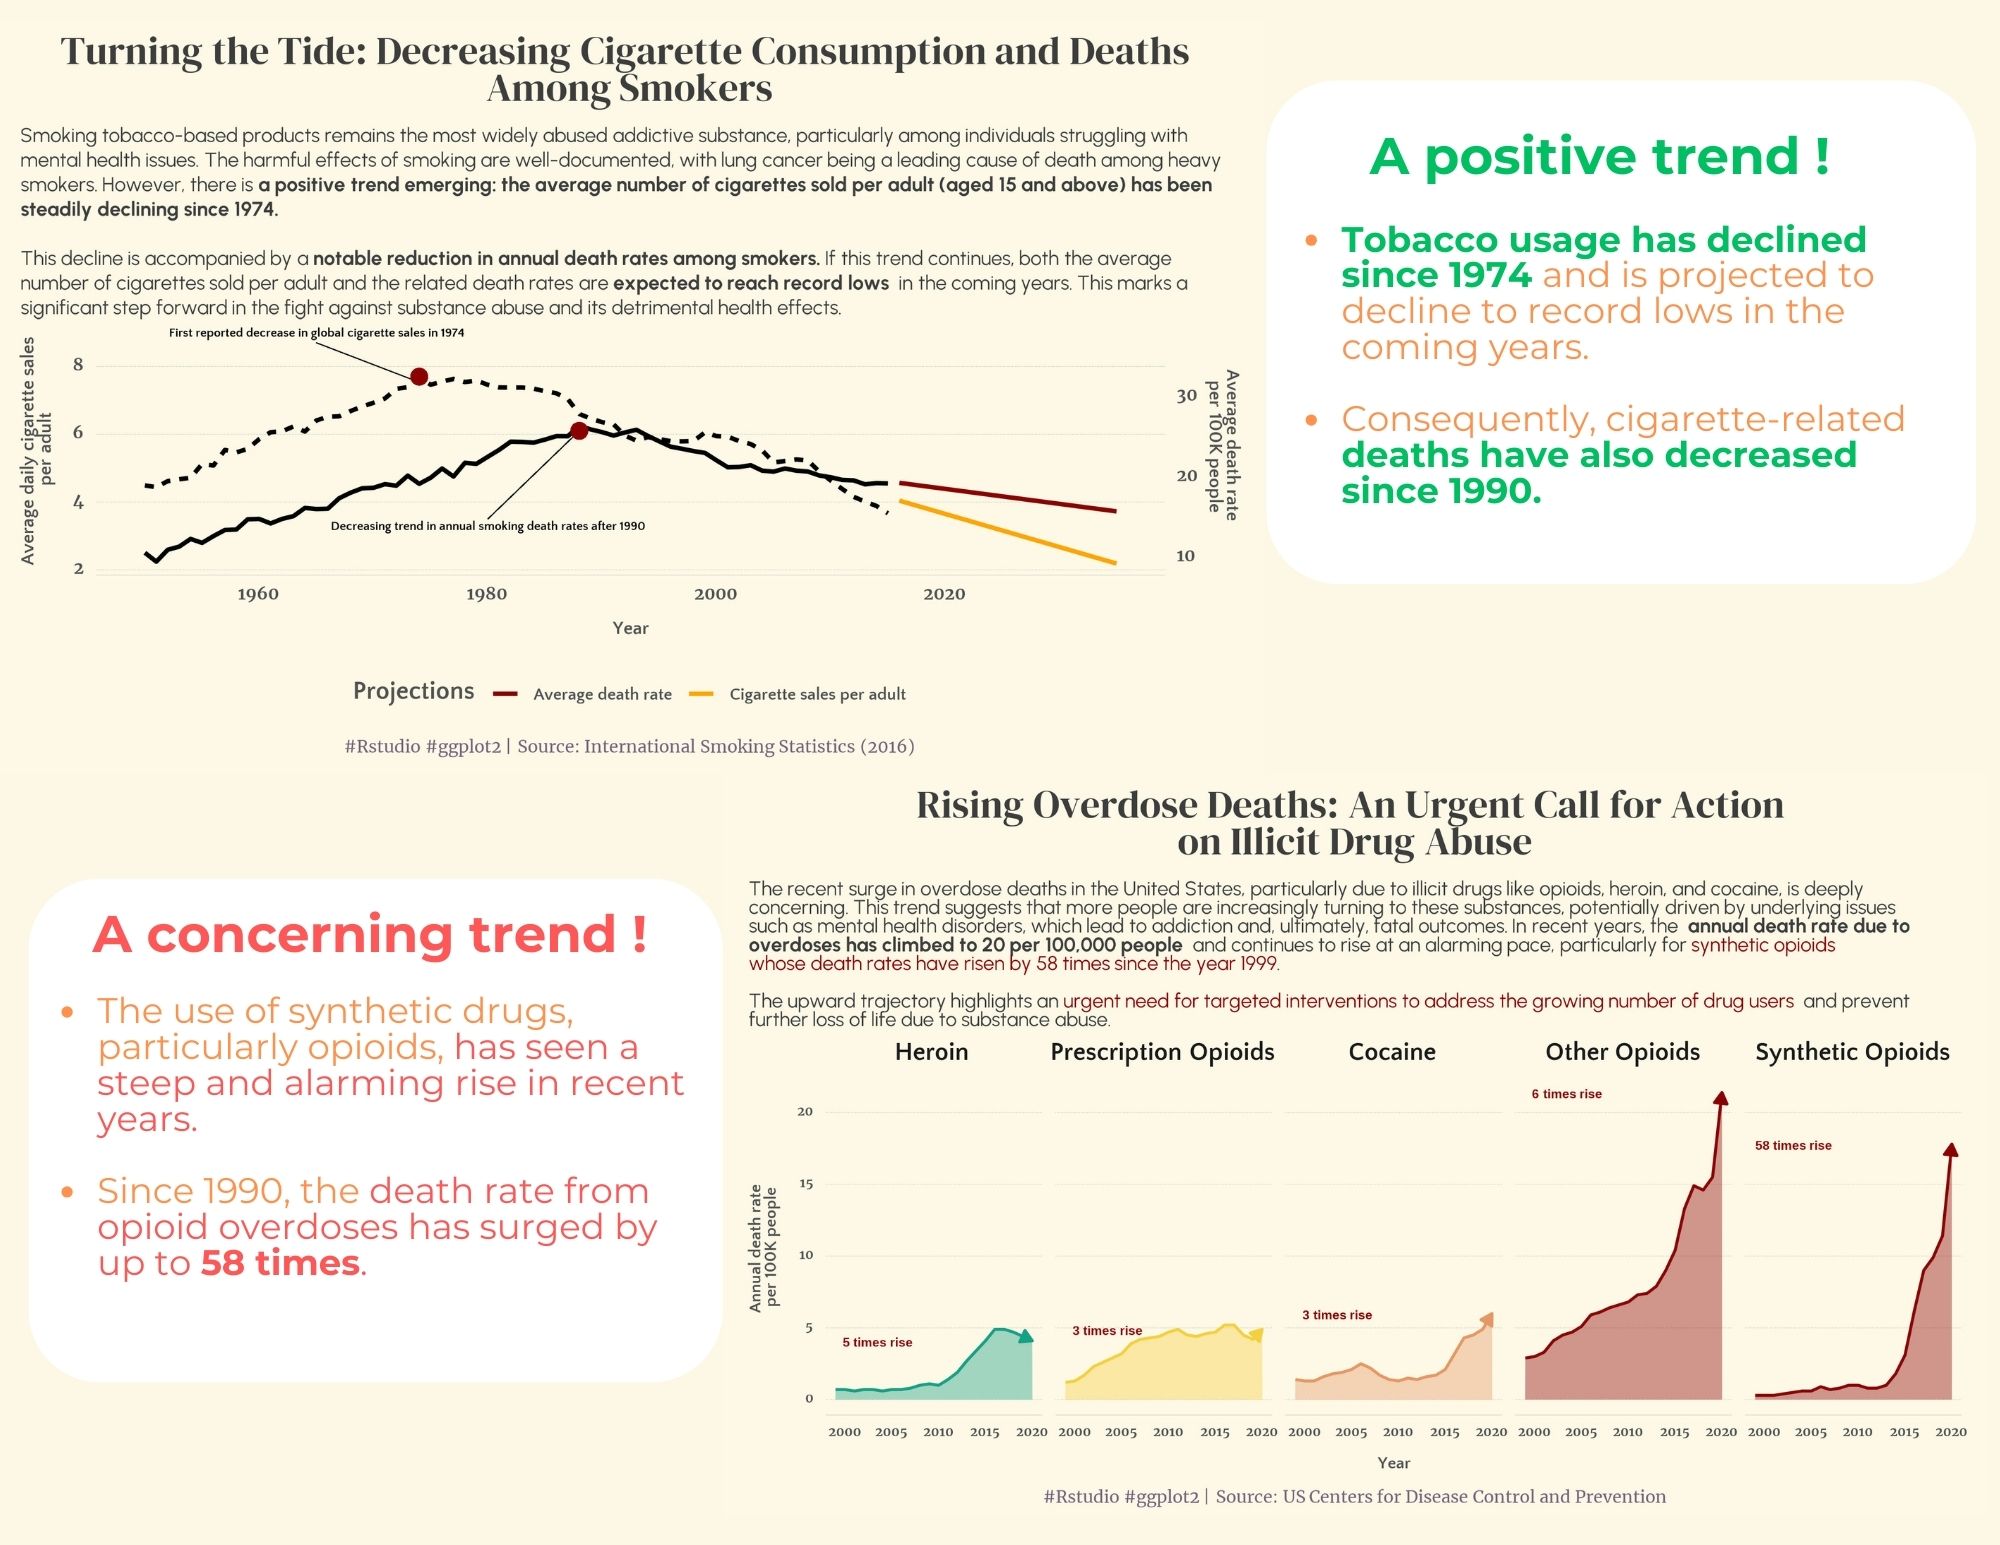 Turning the Tide: Decreasing Cigarette Consumption and Deaths
Among Smokers
Smoking tobacco-based products remains the most widely abused addictive substance, particularly among individuals struggling with
mental health issues. The harmful effects of smoking are well-documented, with lung cancer being a leading cause of death among heavy
smokers. However, there is a positive trend emerging: the average number of cigarettes sold per adult (aged 15 and above) has been
steadily declining since 1974.
This decline is accompanied by a notable reduction in annual death rates among smokers. If this trend continues, both the average
number of cigarettes sold per adult and the related death rates are expected to reach record lows in the coming years. This marks a
significant step forward in the fight against substance abuse and its detrimental health effects.
First reported decrease in global cigarette sales in 1974
Average daily cigarette sales
per adult
8
6
4
2
Decreasing trend in annual smoking death rates after 1990
30
20
10
Average death rate
per 100K people
1960 1980 2000 2020
Year
Projections Average death rate Cigarette sales per adult
#Rstudio #ggplot2 | Source: International Smoking Statistics (2016)
A positive trend !
• Tobacco usage has declined
since 1974 and is projected to
decline to record lows in the
coming years.
• Consequently, cigarette-related
deaths have also decreased
since 1990.
A concerning trend !
• The use of synthetic drugs,
particularly opioids, has seen a
steep and alarming rise in recent
years.
• Since 1990, the death rate from
opioid overdoses has surged by
up to 58 times.
Rising Overdose Deaths: An Urgent Call for Action
on Illicit Drug Abuse
The recent surge in overdose deaths in the United States, particularly due to illicit drugs like opioids, heroin, and cocaine, is deeply
concerning. This trend suggests that more people are increasingly turning to these substances, potentially driven by underlying issues
such as mental health disorders, which lead to addiction and, ultimately, fatal outcomes. In recent years, the annual death rate due to
overdoses has climbed to 20 per 100,000 people and continues to rise at an alarming pace, particularly for synthetic opioids
whose death rates have risen by 58 times since the year 1999.
The upward trajectory highlights an urgent need for targeted interventions to address the growing number of drug users and prevent
further loss of life due to substance abuse.
Heroin Prescription Opioids Cocaine Other Opioids Synthetic Opioids
Annual death rate
per 100K people
20
15
10
5
0
5 times rise
3 times rise
3 times rise
6 times rise
58 times rise
2000 2005 2010 2015 2020 2000 2005 2010 2015 2020 2000 2005 2010 2015 2020 2000 2005 2010 2015 2020 2000 2005 2010 2015 2020
Year
#Rstudio #ggplot2 | Source: US Centers for Disease Control and Prevention